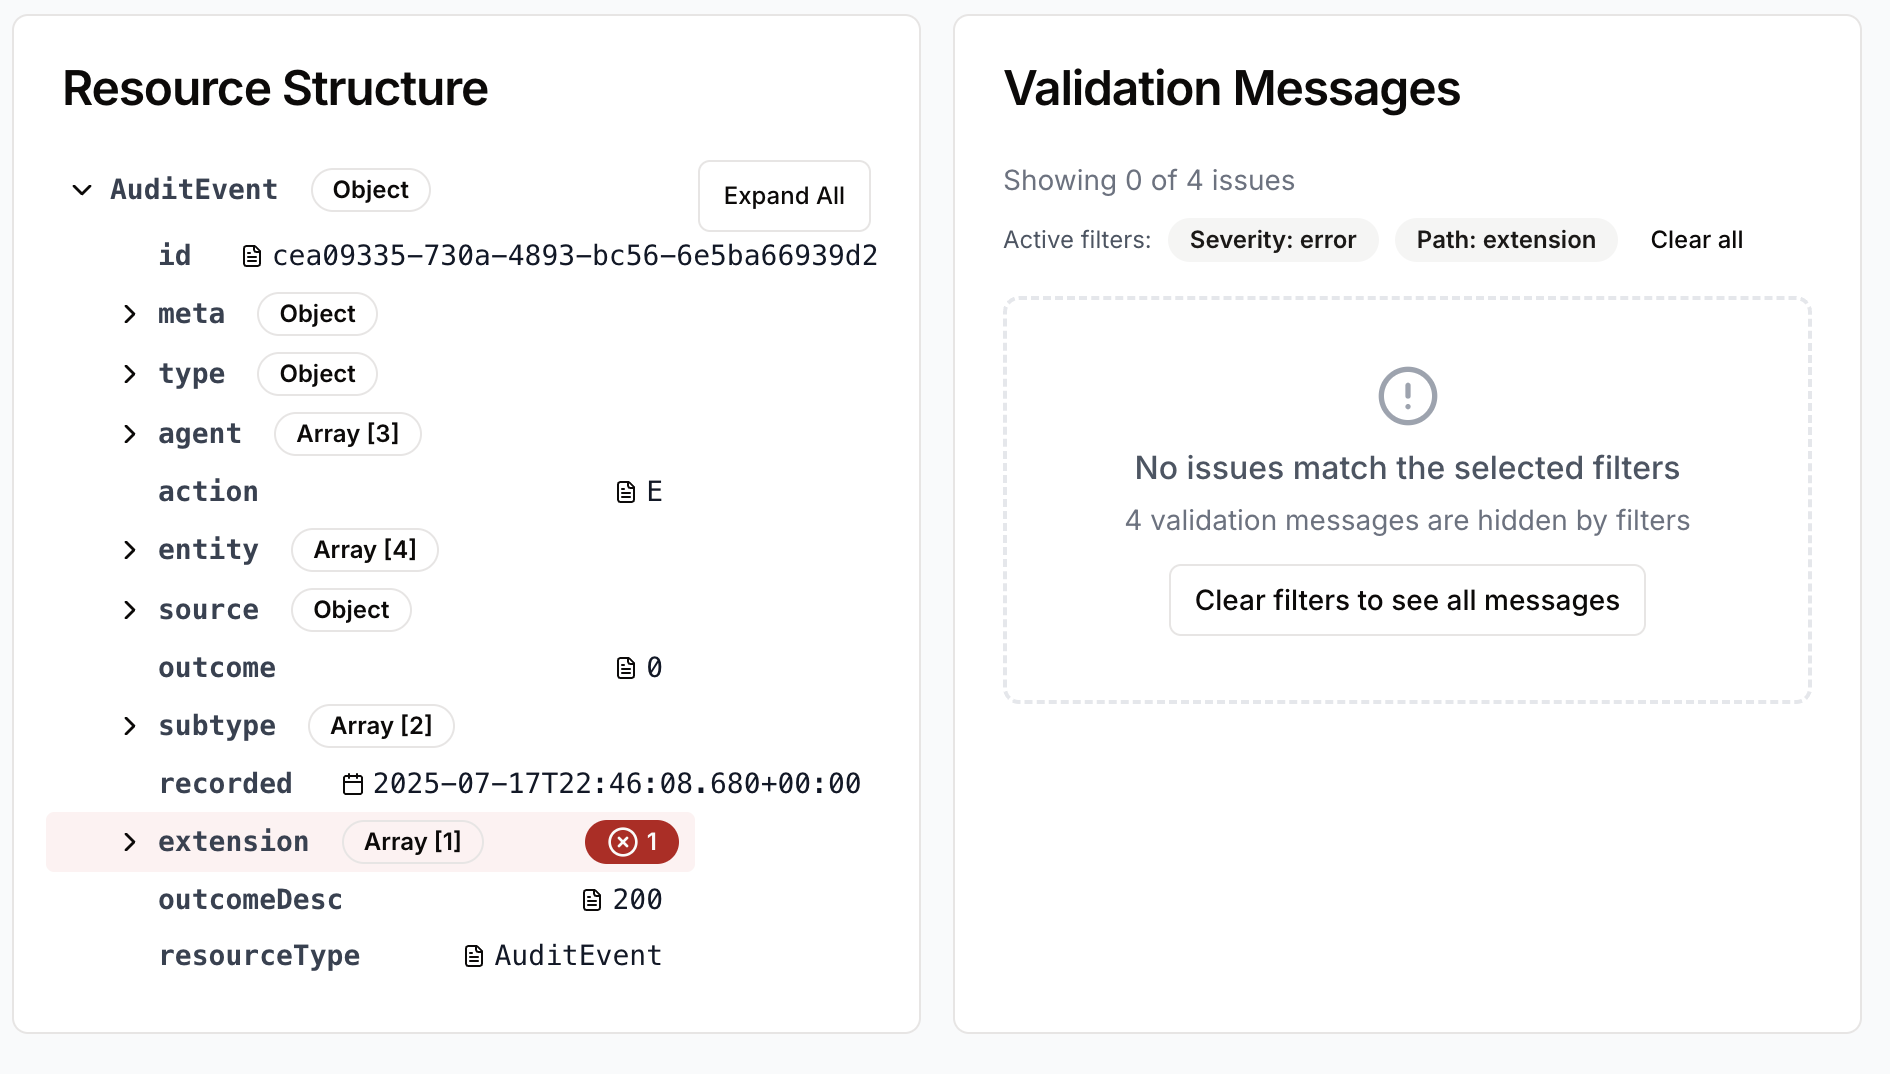 Resource Structure
AuditEvent Object Expand All
id cea09335-730a-4893-bc56-6e5ba66939d2
meta Object
type Object
agent Array [3]
action E
entity Array [4]
source Object
outcome 0
subtype Array [2]
recorded 2025-07-17T22:46:08.680+00:00
extension Array [1] 1
outcomeDesc 200
resourceType AuditEvent
Validation Messages
Showing 0 of 4 issues
Active filters: Severity: error Path: extension Clear all
No issues match the selected filters
4 validation messages are hidden by filters
Clear filters to see all messages